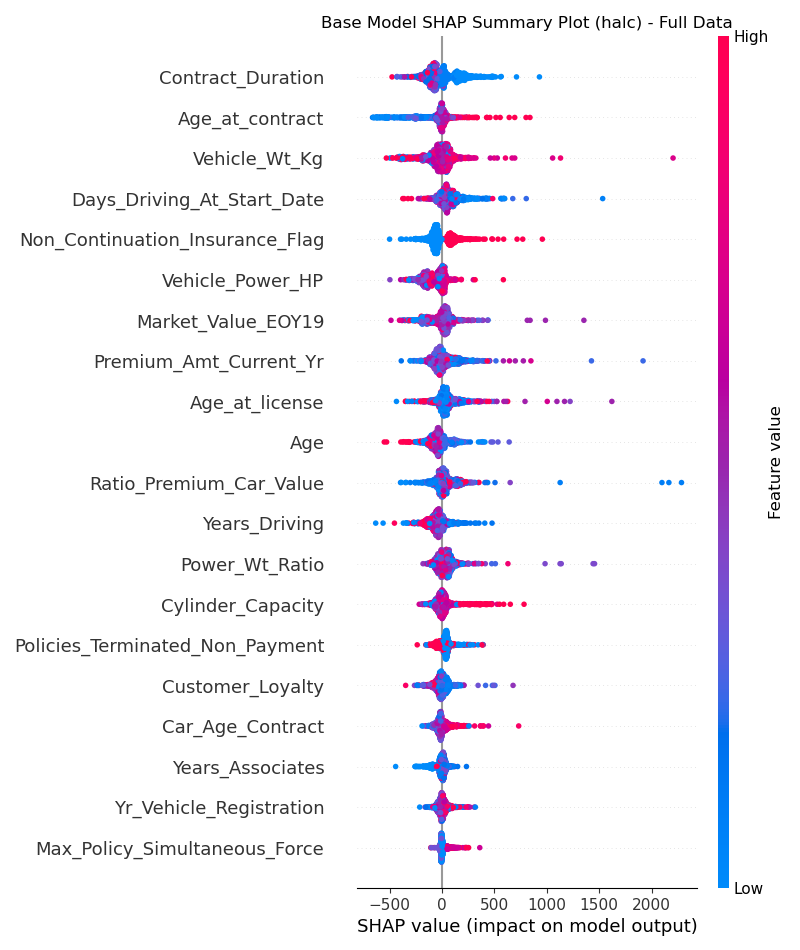 Base Model SHAP Summary Plot (halc) - Full Data
High
Contract_Duration
Age_at_contract
Vehicle_Wt_Kg
Days_Driving_At_Start_Date
Non_Continuation_Insurance_Flag
Vehicle_Power_HP
Market_Value_EOY19
Premium_Amt_Current_Yr
Age_at_license
Age
Ratio_Premium_Car_Value
Years_Driving
Power_Wt_Ratio
Cylinder_Capacity
Policies_Terminated_Non_Payment
Customer_Loyalty
Car_Age_Contract
Years_Associates
Yr_Vehicle_Registration
Max_Policy_Simultaneous_Force
Feature value
Low
−500 0 500 1000 1500 2000
SHAP value (impact on model output)